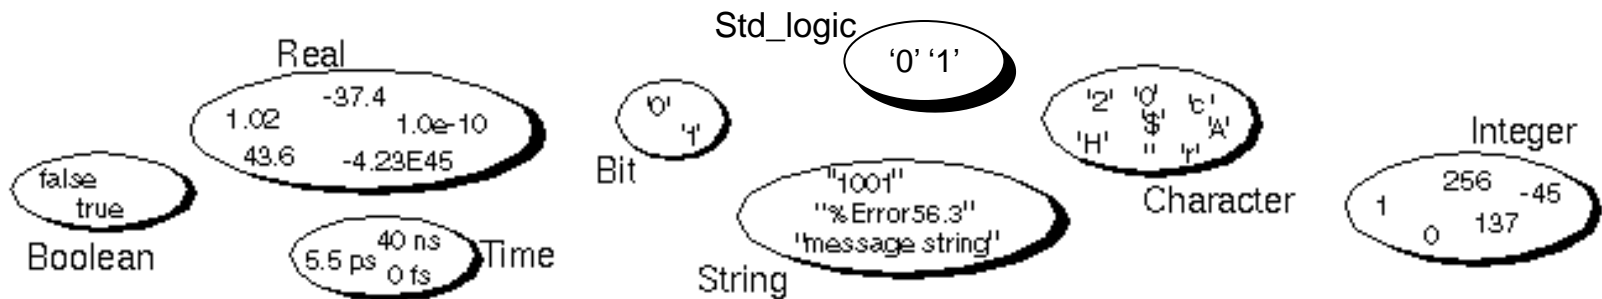 Std_logic
‘0’ ‘1’
Real
-37.4
1.02
1.0e-10
43.6
-4.23E45
Boolean
false
true
Time
40 ns
5.5 ps
0 fs
Bit
'0'
'1'
String
"1001"
"%Error56.3"
"message string"
Character
'2' '0' 'c'
'$' 'A'
'H' '' 'r'
Integer
256 -45
1
137
0